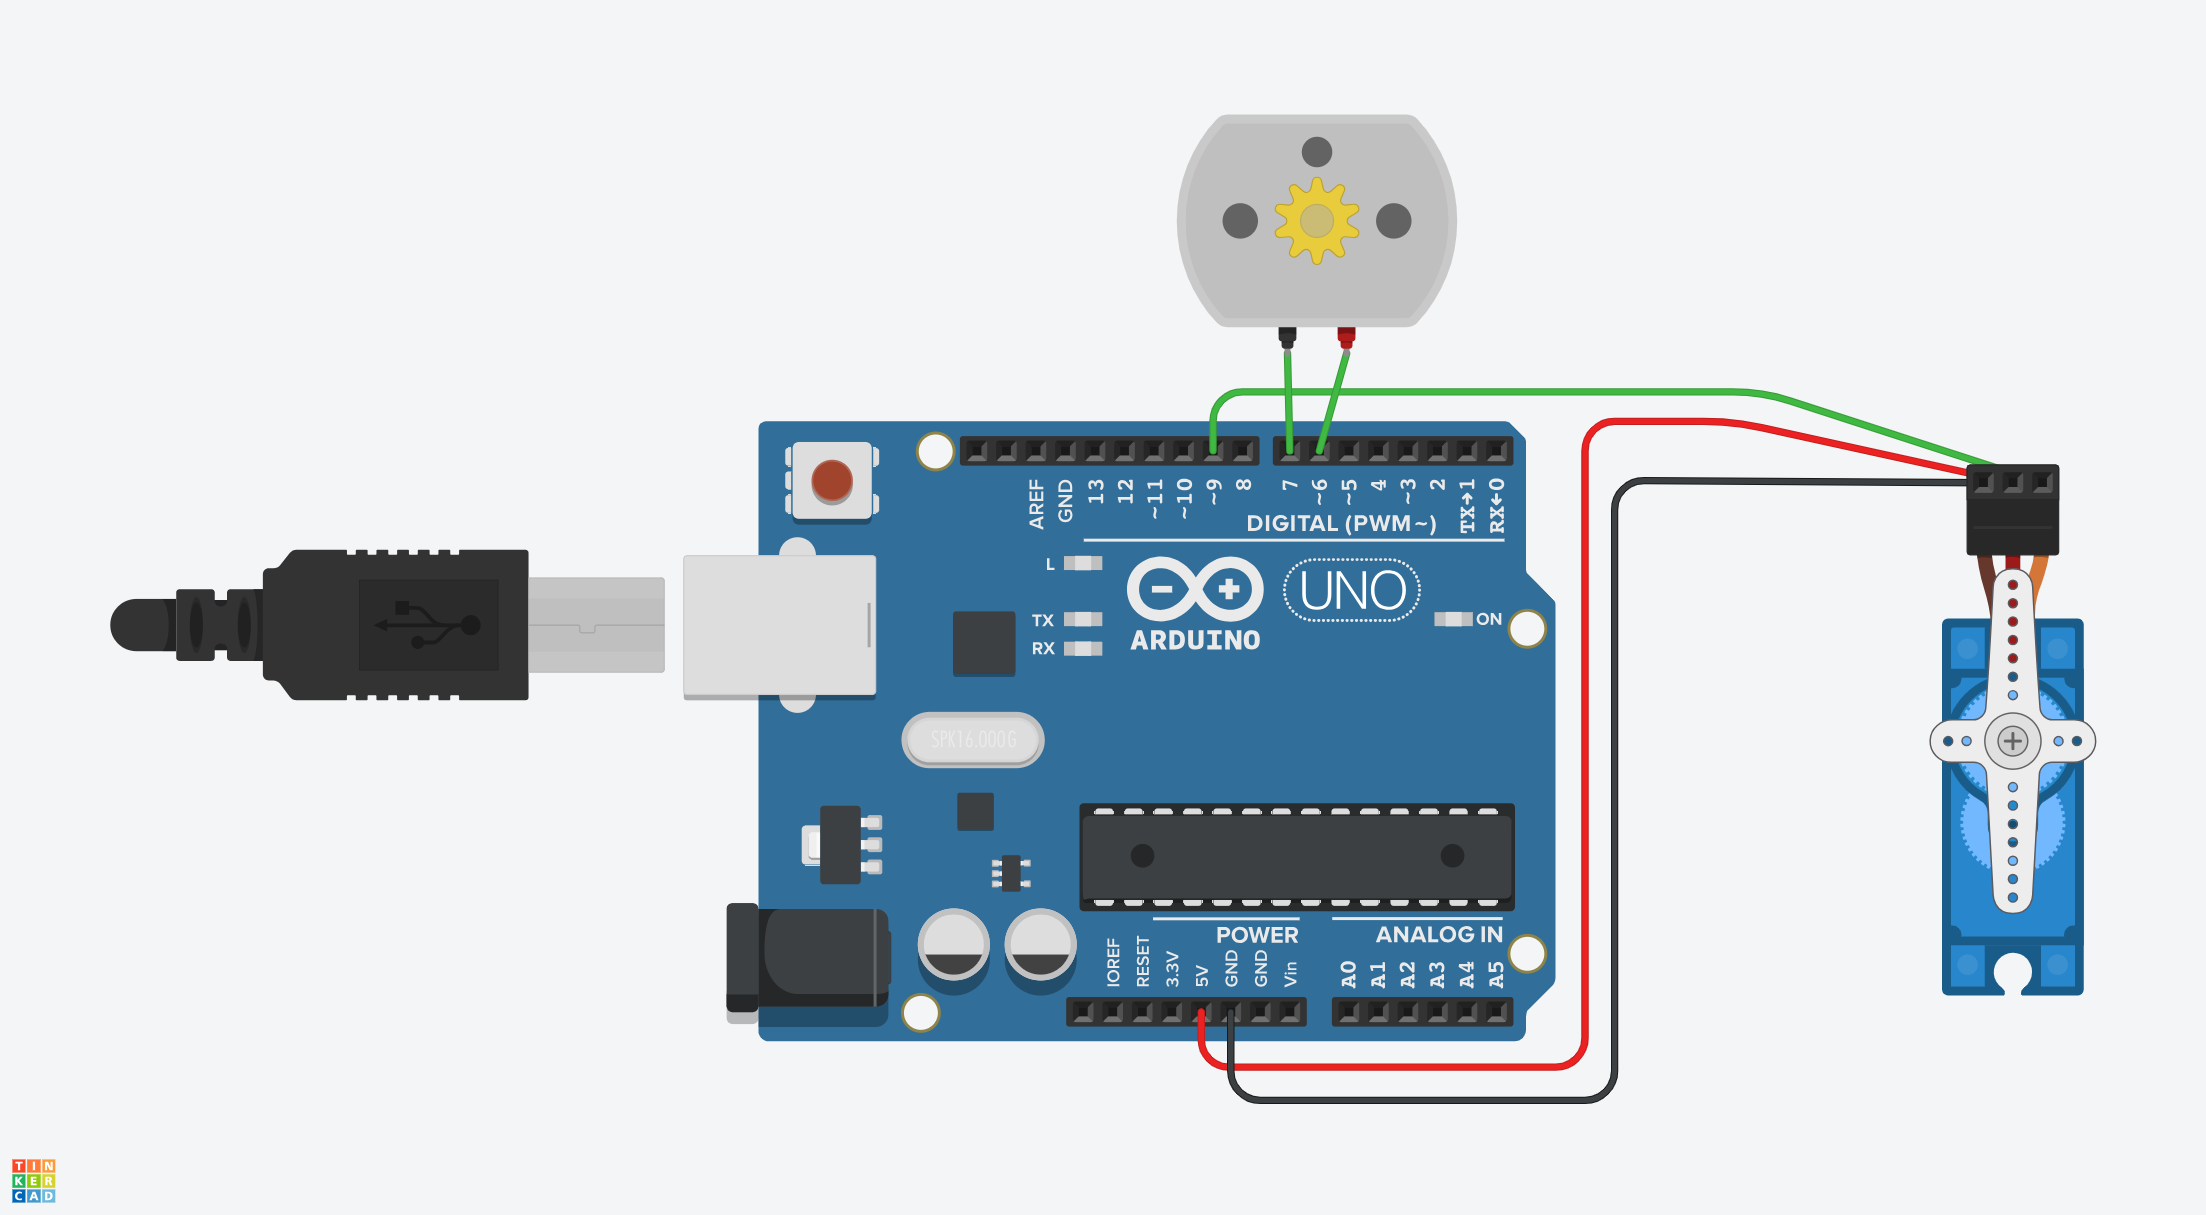 AREF
GND
13
12
~11
~10
~9
8
7
~6
~5
4
~3
2
TX→1
RX←0
DIGITAL (PWM ~)
L
TX
RX
ARDUINO
UNO
ON
SPK16.000G
POWER
ANALOG IN
IOREF
RESET
3.3V
5V
GND
GND
Vin
A0
A1
A2
A3
A4
A5
TIN
KER
CAD